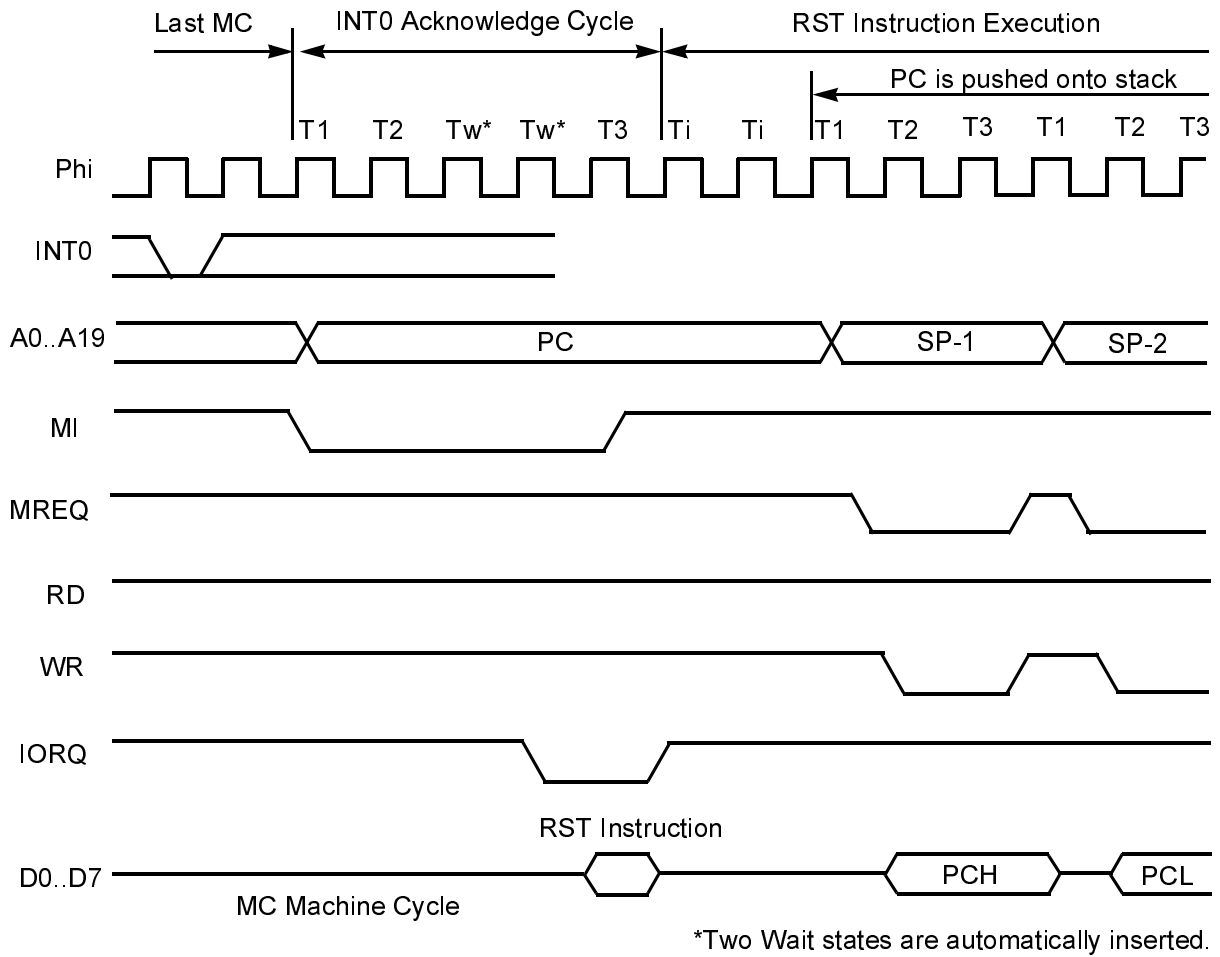 Last MC INT0 Acknowledge Cycle RST Instruction Execution
PC is pushed onto stack
T1 T2 Tw* Tw* T3 Ti Ti T1 T2 T3 T1 T2 T3
Phi
INT0
A0..A19 PC SP-1 SP-2
MI
MREQ
RD
WR
IORQ
RST Instruction
D0..D7 PCH PCL
MC Machine Cycle
*Two Wait states are automatically inserted.